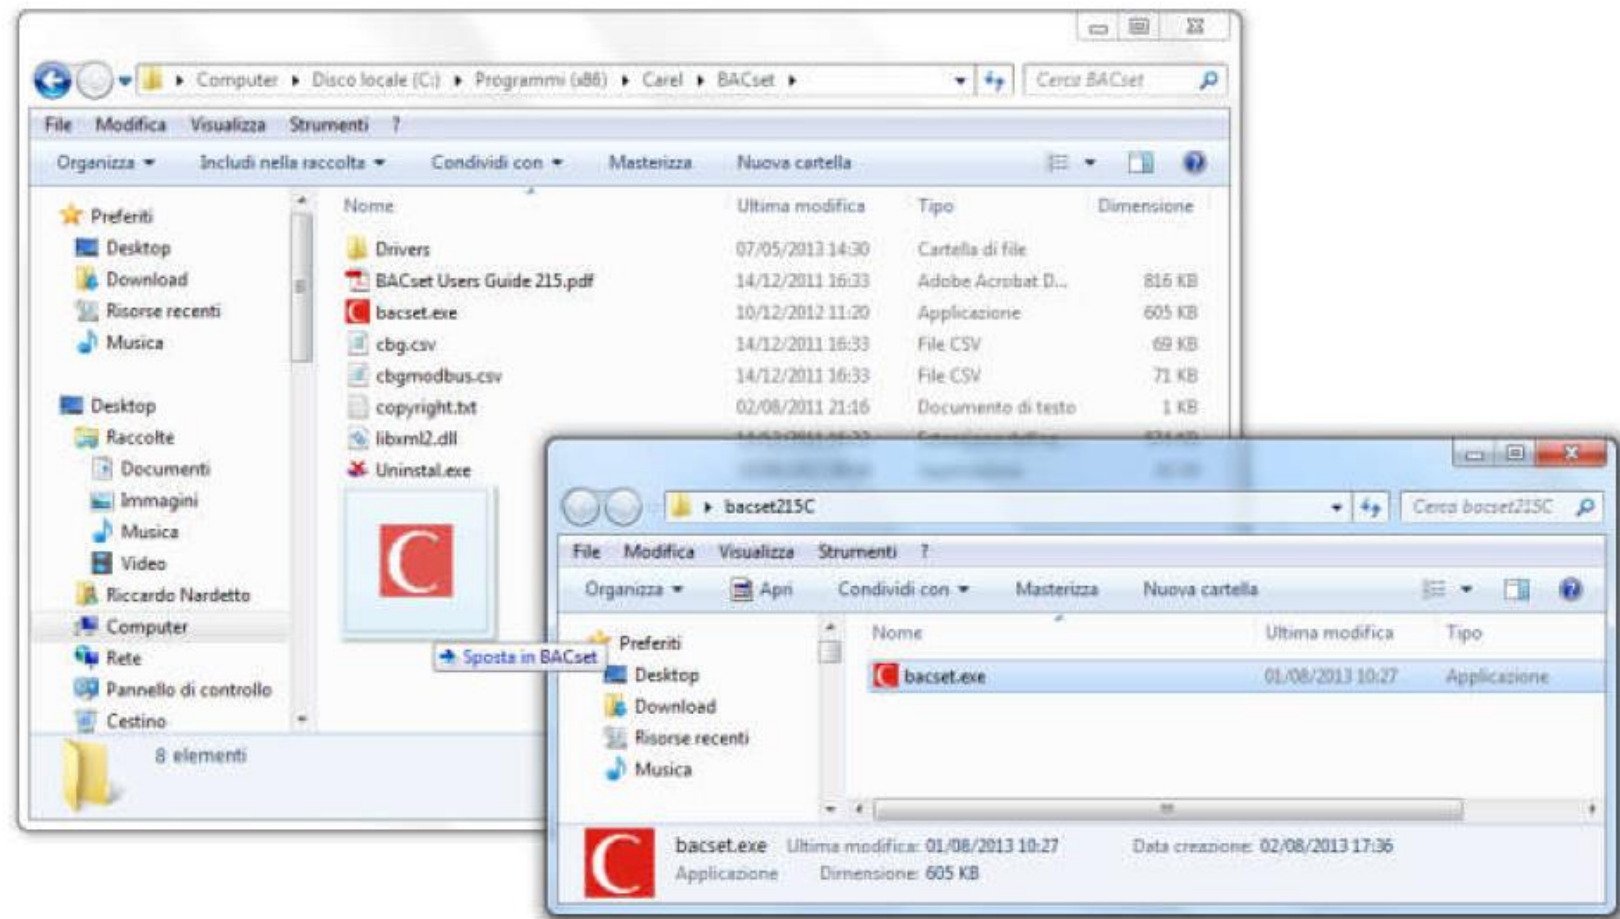 Computer ▸ Disco locale (C:) ▸ Programmi (x86) ▸ Carel ▸ BACset ▸ Cerca BACset
File Modifica Visualizza Strumenti ?
Organizza Includi nella raccolta Condividi con Masterizza Nuova cartella
Nome Ultima modifica Tipo Dimensione
Preferiti
Desktop
Download
Risorse recenti
Musica
Desktop
Raccolte
Documenti
Immagini
Musica
Video
Riccardo Nardetto
Computer
Rete
Pannello di controllo
Cestino
Drivers 07/05/2013 14:30 Cartella di file
BACset Users Guide 215.pdf 14/12/2011 16:33 Adobe Acrobat D... 816 KB
bacset.exe 10/12/2012 11:20 Applicazione 605 KB
cbg.csv 14/12/2011 16:33 File CSV 69 KB
cbgmodbus.csv 14/12/2011 16:33 File CSV 71 KB
copyright.txt 02/08/2011 21:16 Documento di testo 1 KB
libxml2.dll
Uninstal.exe
Sposta in BACset
8 elementi
bacset215C Cerca bacset215C
File Modifica Visualizza Strumenti ?
Organizza Apri Condividi con Masterizza Nuova cartella
Preferiti
Desktop
Download
Risorse recenti
Musica
Nome Ultima modifica Tipo
bacset.exe 01/08/2013 10:27 Applicazione
bacset.exe Ultima modifica: 01/08/2013 10:27 Data creazione: 02/08/2013 17:36
Applicazione Dimensione: 605 KB